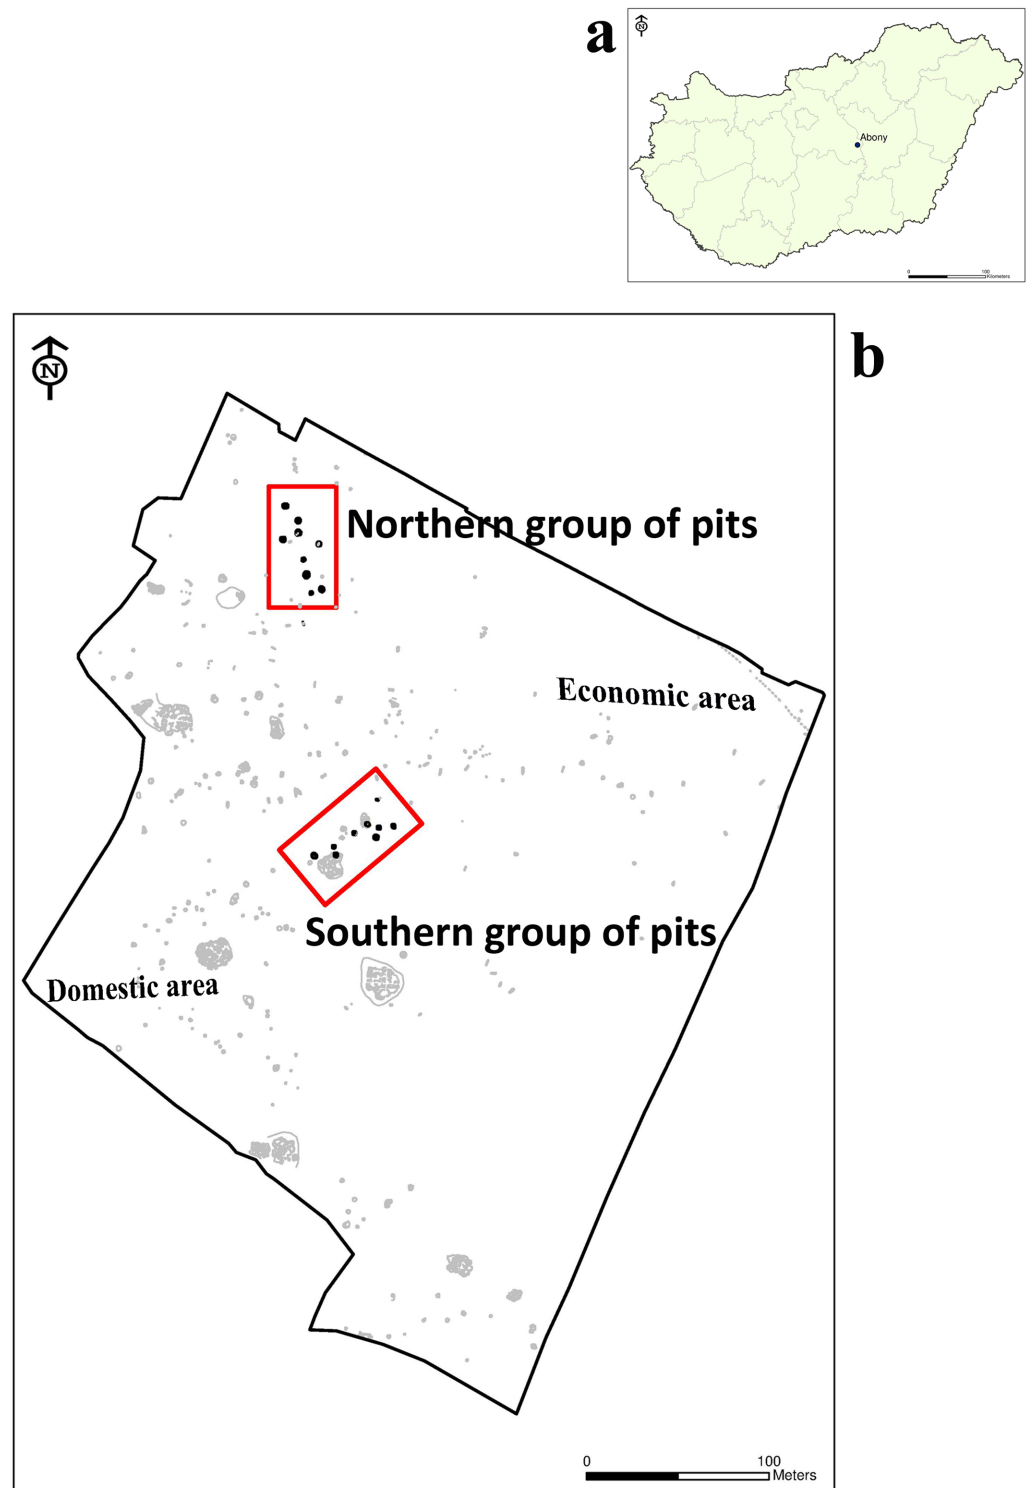 a
N
Abony
0 100
Kilometers
b
N
Northern group of pits
Economic area
Southern group of pits
Domestic area
0 100
Meters